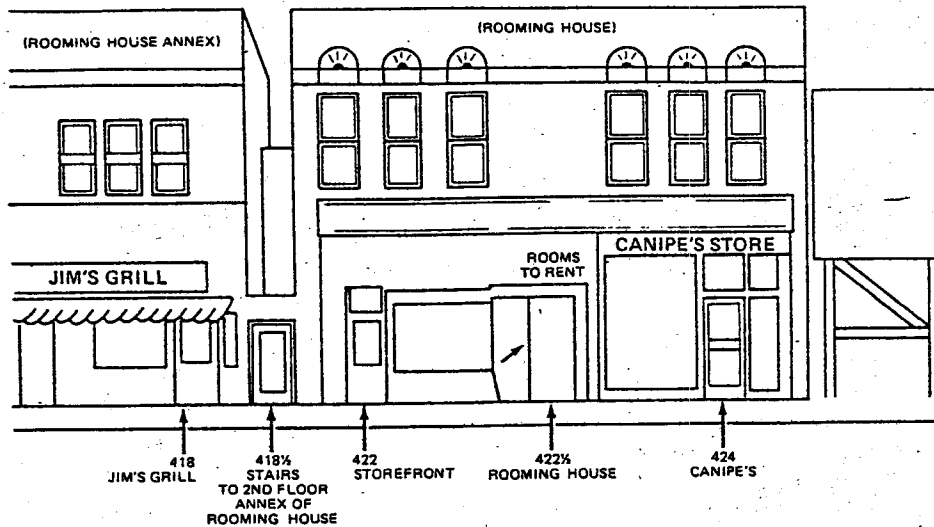 (ROOMING HOUSE ANNEX)
(ROOMING HOUSE)
JIM'S GRILL
ROOMS
TO RENT
CANIPE'S STORE
418
JIM'S GRILL
418½
STAIRS
TO 2ND FLOOR
ANNEX OF
ROOMING HOUSE
422
STOREFRONT
422½
ROOMING HOUSE
424
CANIPE'S